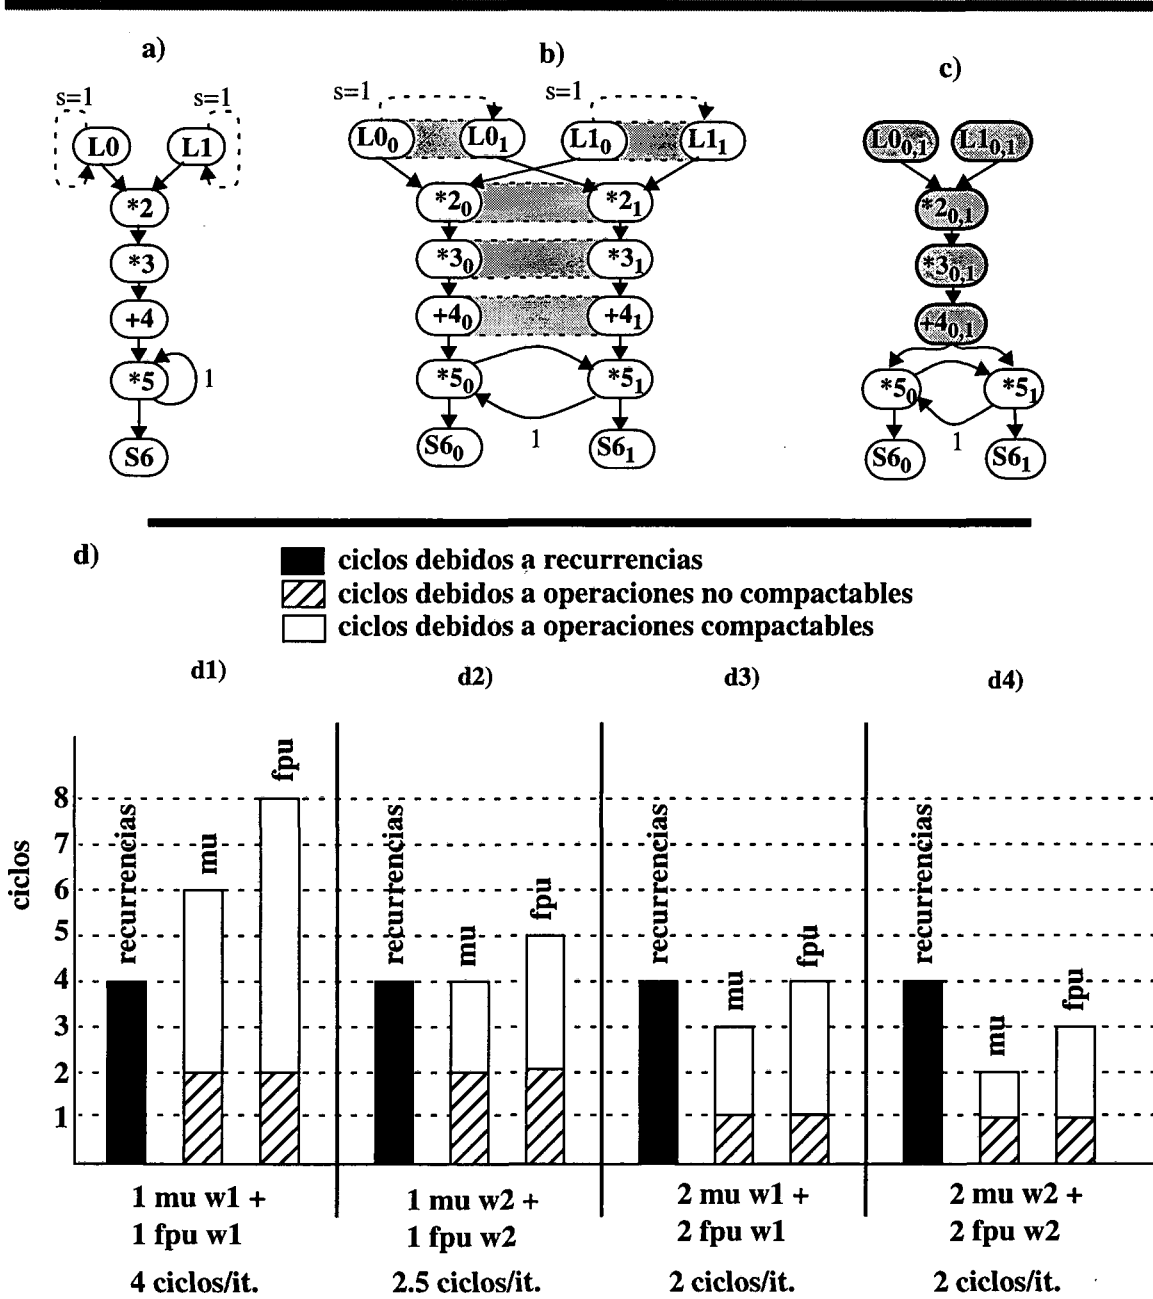 a)
b)
c)
s=1
s=1
s=1
s=1
L0
L1
L0₀
L0₁
L1₀
L1₁
L0₀,₁
L1₀,₁
*2
*2₀
*2₁
*2₀,₁
*3
*3₀
*3₁
*3₀,₁
+4
+4₀
+4₁
+4₀,₁
*5
1
*5₀
*5₁
*5₀
*5₁
1
1
S6
S6₀
S6₁
S6₀
S6₁
d)
ciclos debidos a recurrencias
ciclos debidos a operaciones no compactables
ciclos debidos a operaciones compactables
d1)
d2)
d3)
d4)
ciclos
8
7
6
5
4
3
2
1
recurrencias
mu
fpu
recurrencias
mu
fpu
recurrencias
mu
fpu
recurrencias
mu
fpu
1 mu w1 +
1 fpu w1
4 ciclos/it.
1 mu w2 +
1 fpu w2
2.5 ciclos/it.
2 mu w1 +
2 fpu w1
2 ciclos/it.
2 mu w2 +
2 fpu w2
2 ciclos/it.